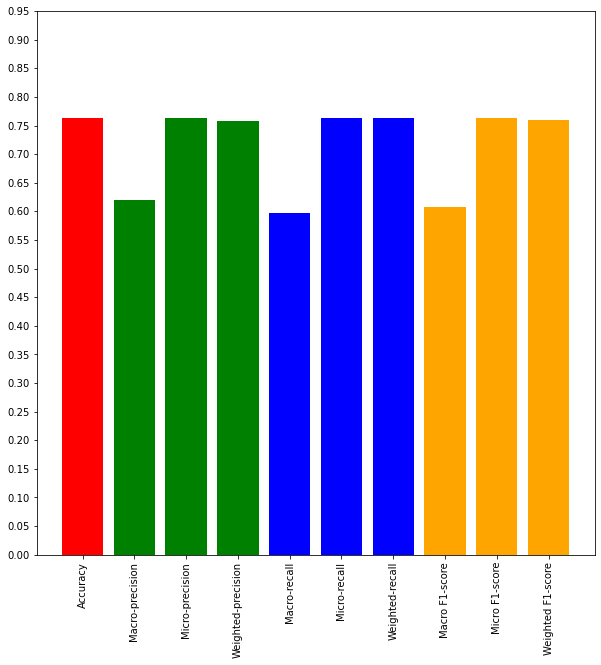 0.95
0.90
0.85
0.80
0.75
0.70
0.65
0.60
0.55
0.50
0.45
0.40
0.35
0.30
0.25
0.20
0.15
0.10
0.05
0.00
Accuracy
Macro-precision
Micro-precision
Weighted-precision
Macro-recall
Micro-recall
Weighted-recall
Macro F1-score
Micro F1-score
Weighted F1-score